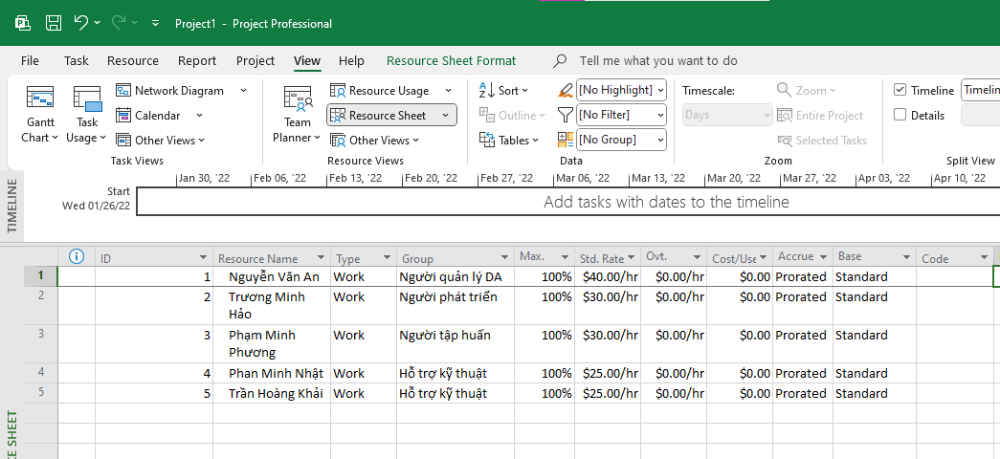 Project1 - Project Professional
File Task Resource Report Project View Help Resource Sheet Format Tell me what you want to do
Gantt Chart
Task Usage
Network Diagram
Calendar
Other Views
Task Views
Team Planner
Resource Usage
Resource Sheet
Other Views
Resource Views
Sort
Outline
Tables
[No Highlight]
[No Filter]
[No Group]
Data
Timescale:
Days
Zoom
Entire Project
Selected Tasks
Zoom
Timeline
Details
Timelin
Split View
TIMELINE
Start
Wed 01/26/22
Jan 30, '22 Feb 06, '22 Feb 13, '22 Feb 20, '22 Feb 27, '22 Mar 06, '22 Mar 13, '22 Mar 20, '22 Mar 27, '22 Apr 03, '22 Apr 10, '22
Add tasks with dates to the timeline
ID Resource Name Type Group Max. Std. Rate Ovt. Cost/Use Accrue Base Code
1 1 Nguyễn Văn An Work Người quản lý DA 100% $40.00/hr $0.00/hr $0.00 Prorated Standard
2 2 Trương Minh Work Người phát triển 100% $30.00/hr $0.00/hr $0.00 Prorated Standard
Hảo
3 3 Phạm Minh Work Người tập huấn 100% $30.00/hr $0.00/hr $0.00 Prorated Standard
Phương
4 4 Phan Minh Nhật Work Hỗ trợ kỹ thuật 100% $25.00/hr $0.00/hr $0.00 Prorated Standard
5 5 Trần Hoàng Khải Work Hỗ trợ kỹ thuật 100% $25.00/hr $0.00/hr $0.00 Prorated Standard
CE SHEET